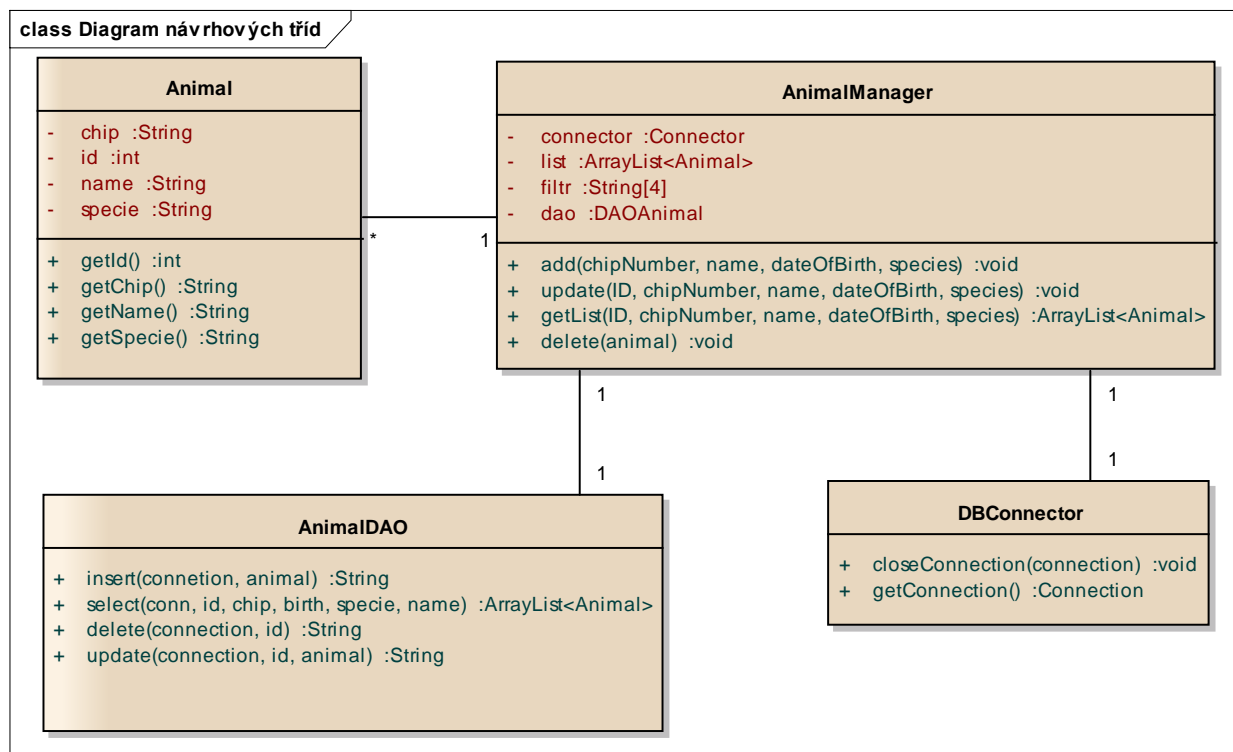 class Diagram návrhových tříd
Animal
- chip :String
- id :int
- name :String
- specie :String
+ getId() :int
+ getChip() :String
+ getName() :String
+ getSpecie() :String
AnimalManager
- connector :Connector
- list :ArrayList<Animal>
- filtr :String[4]
- dao :DAOAnimal
+ add(chipNumber, name, dateOfBirth, species) :void
+ update(ID, chipNumber, name, dateOfBirth, species) :void
+ getList(ID, chipNumber, name, dateOfBirth, species) :ArrayList<Animal>
+ delete(animal) :void
* 1
1 1
1 1
AnimalDAO
+ insert(connetion, animal) :String
+ select(conn, id, chip, birth, specie, name) :ArrayList<Animal>
+ delete(connection, id) :String
+ update(connection, id, animal) :String
DBConnector
+ closeConnection(connection) :void
+ getConnection() :Connection